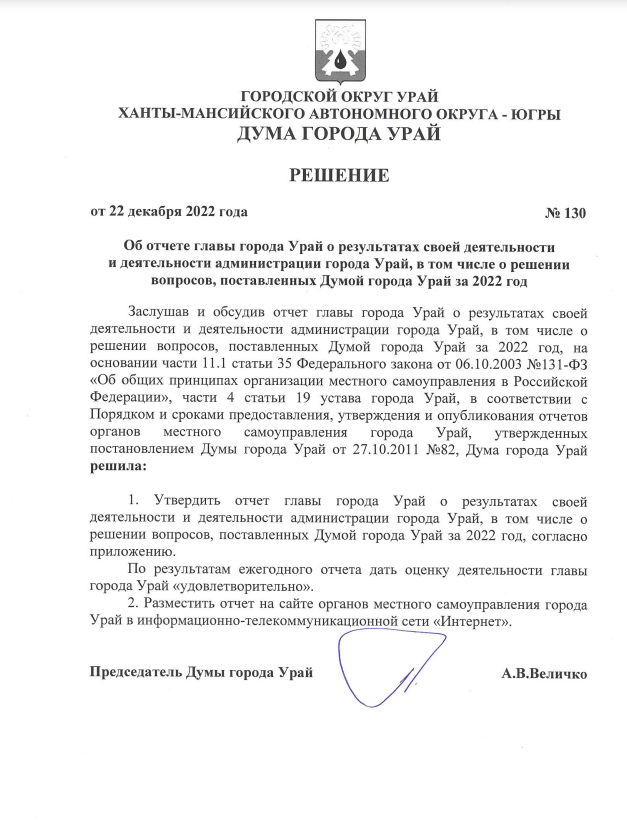 ГОРОДСКОЙ ОКРУГ УРАЙ
ХАНТЫ-МАНСИЙСКОГО АВТОНОМНОГО ОКРУГА - ЮГРЫ
ДУМА ГОРОДА УРАЙ
РЕШЕНИЕ
от 22 декабря 2022 года № 130
Об отчете главы города Урай о результатах своей деятельности
и деятельности администрации города Урай, в том числе о решении
вопросов, поставленных Думой города Урай за 2022 год
Заслушав и обсудив отчет главы города Урай о результатах своей
деятельности и деятельности администрации города Урай, в том числе о
решении вопросов, поставленных Думой города Урай за 2022 год, на
основании части 11.1 статьи 35 Федерального закона от 06.10.2003 №131-ФЗ
«Об общих принципах организации местного самоуправления в Российской
Федерации», части 4 статьи 19 устава города Урай, в соответствии с
Порядком и сроками предоставления, утверждения и опубликования отчетов
органов местного самоуправления города Урай, утвержденных
постановлением Думы города Урай от 27.10.2011 №82, Дума города Урай
решила:
1. Утвердить отчет главы города Урай о результатах своей
деятельности и деятельности администрации города Урай, в том числе о
решении вопросов, поставленных Думой города Урай за 2022 год, согласно
приложению.
По результатам ежегодного отчета дать оценку деятельности главы
города Урай «удовлетворительно».
2. Разместить отчет на сайте органов местного самоуправления города
Урай в информационно-телекоммуникационной сети «Интернет».
Председатель Думы города Урай А.В.Величко